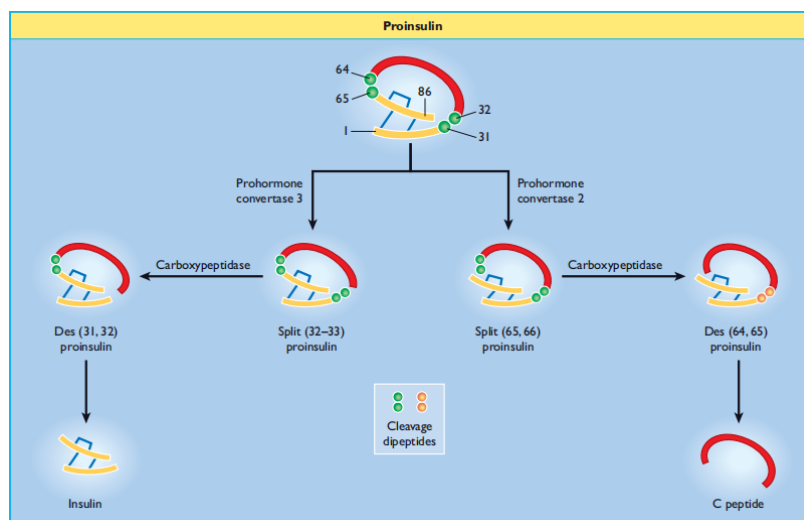 Proinsulin
64
65
86
32
1
31
Prohormone
convertase 3
Prohormone
convertase 2
Carboxypeptidase
Carboxypeptidase
Des (31, 32)
proinsulin
Split (32–33)
proinsulin
Split (65, 66)
proinsulin
Des (64, 65)
proinsulin
Cleavage
dipeptides
Insulin
C peptide